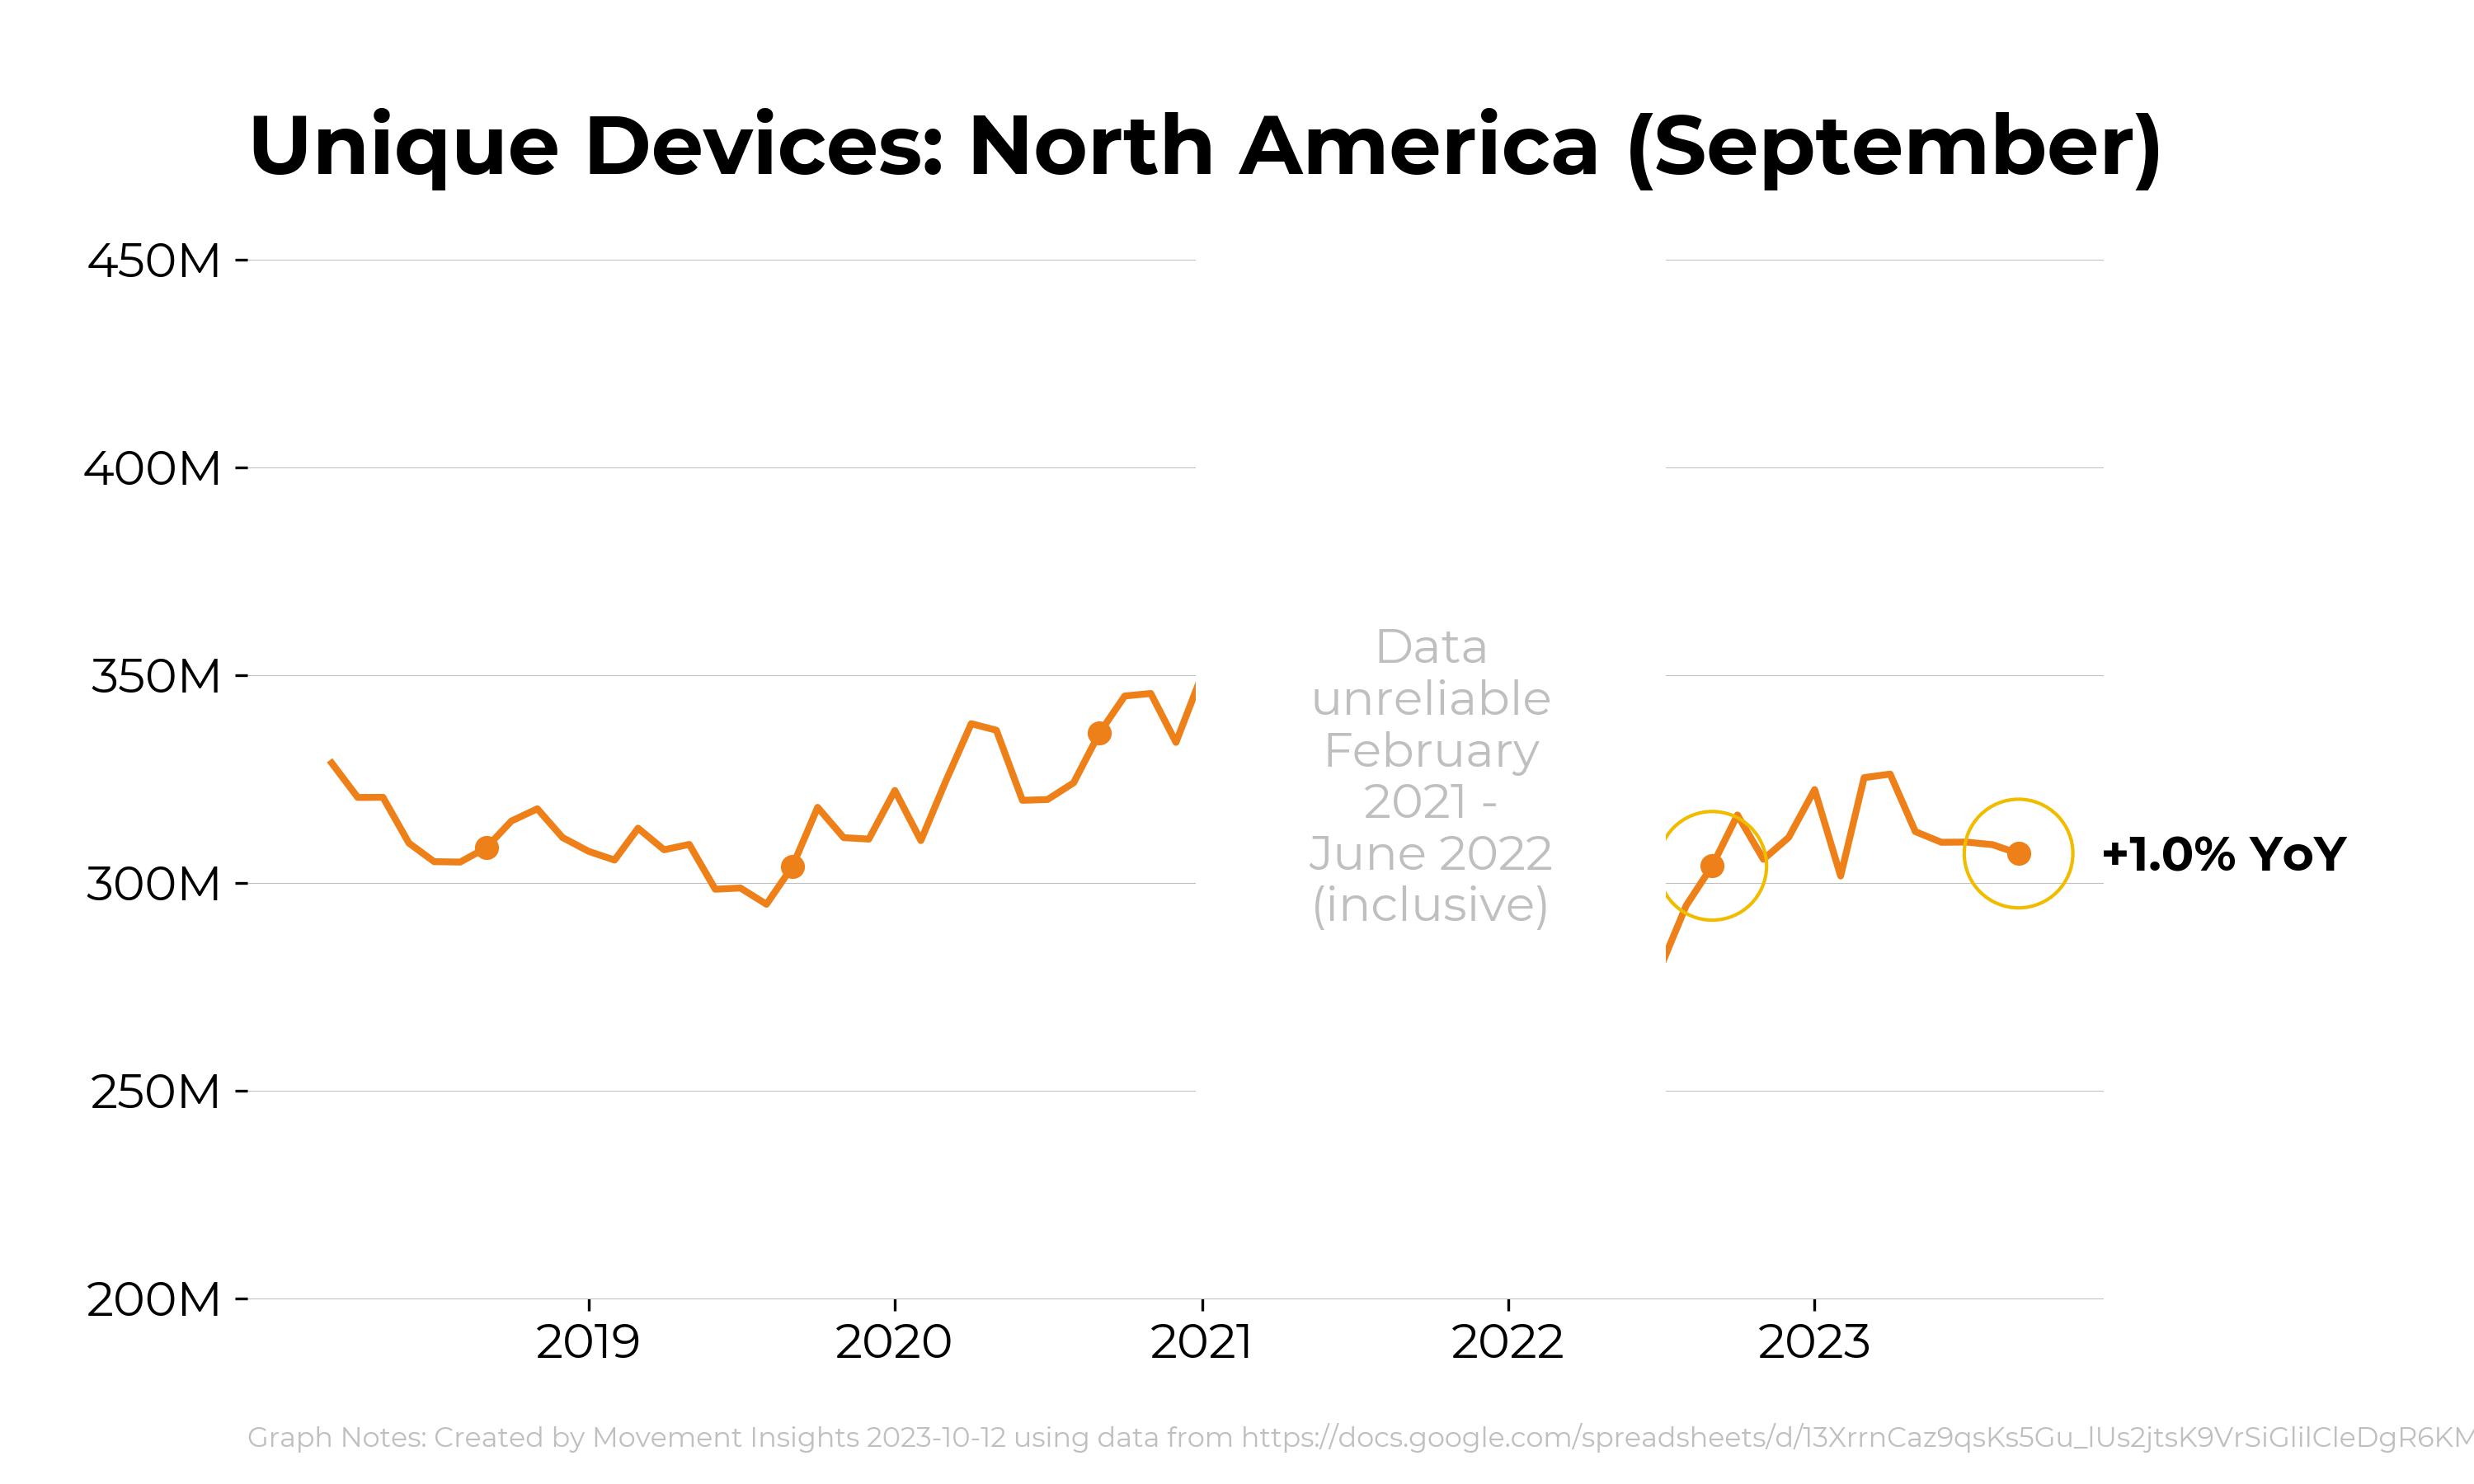 Unique Devices: North America (September)
450M
400M
350M
300M
250M
200M
Data
unreliable
February
2021 -
June 2022
(inclusive)
+1.0% YoY
2019
2020
2021
2022
2023
Graph Notes: Created by Movement Insights 2023-10-12 using data from